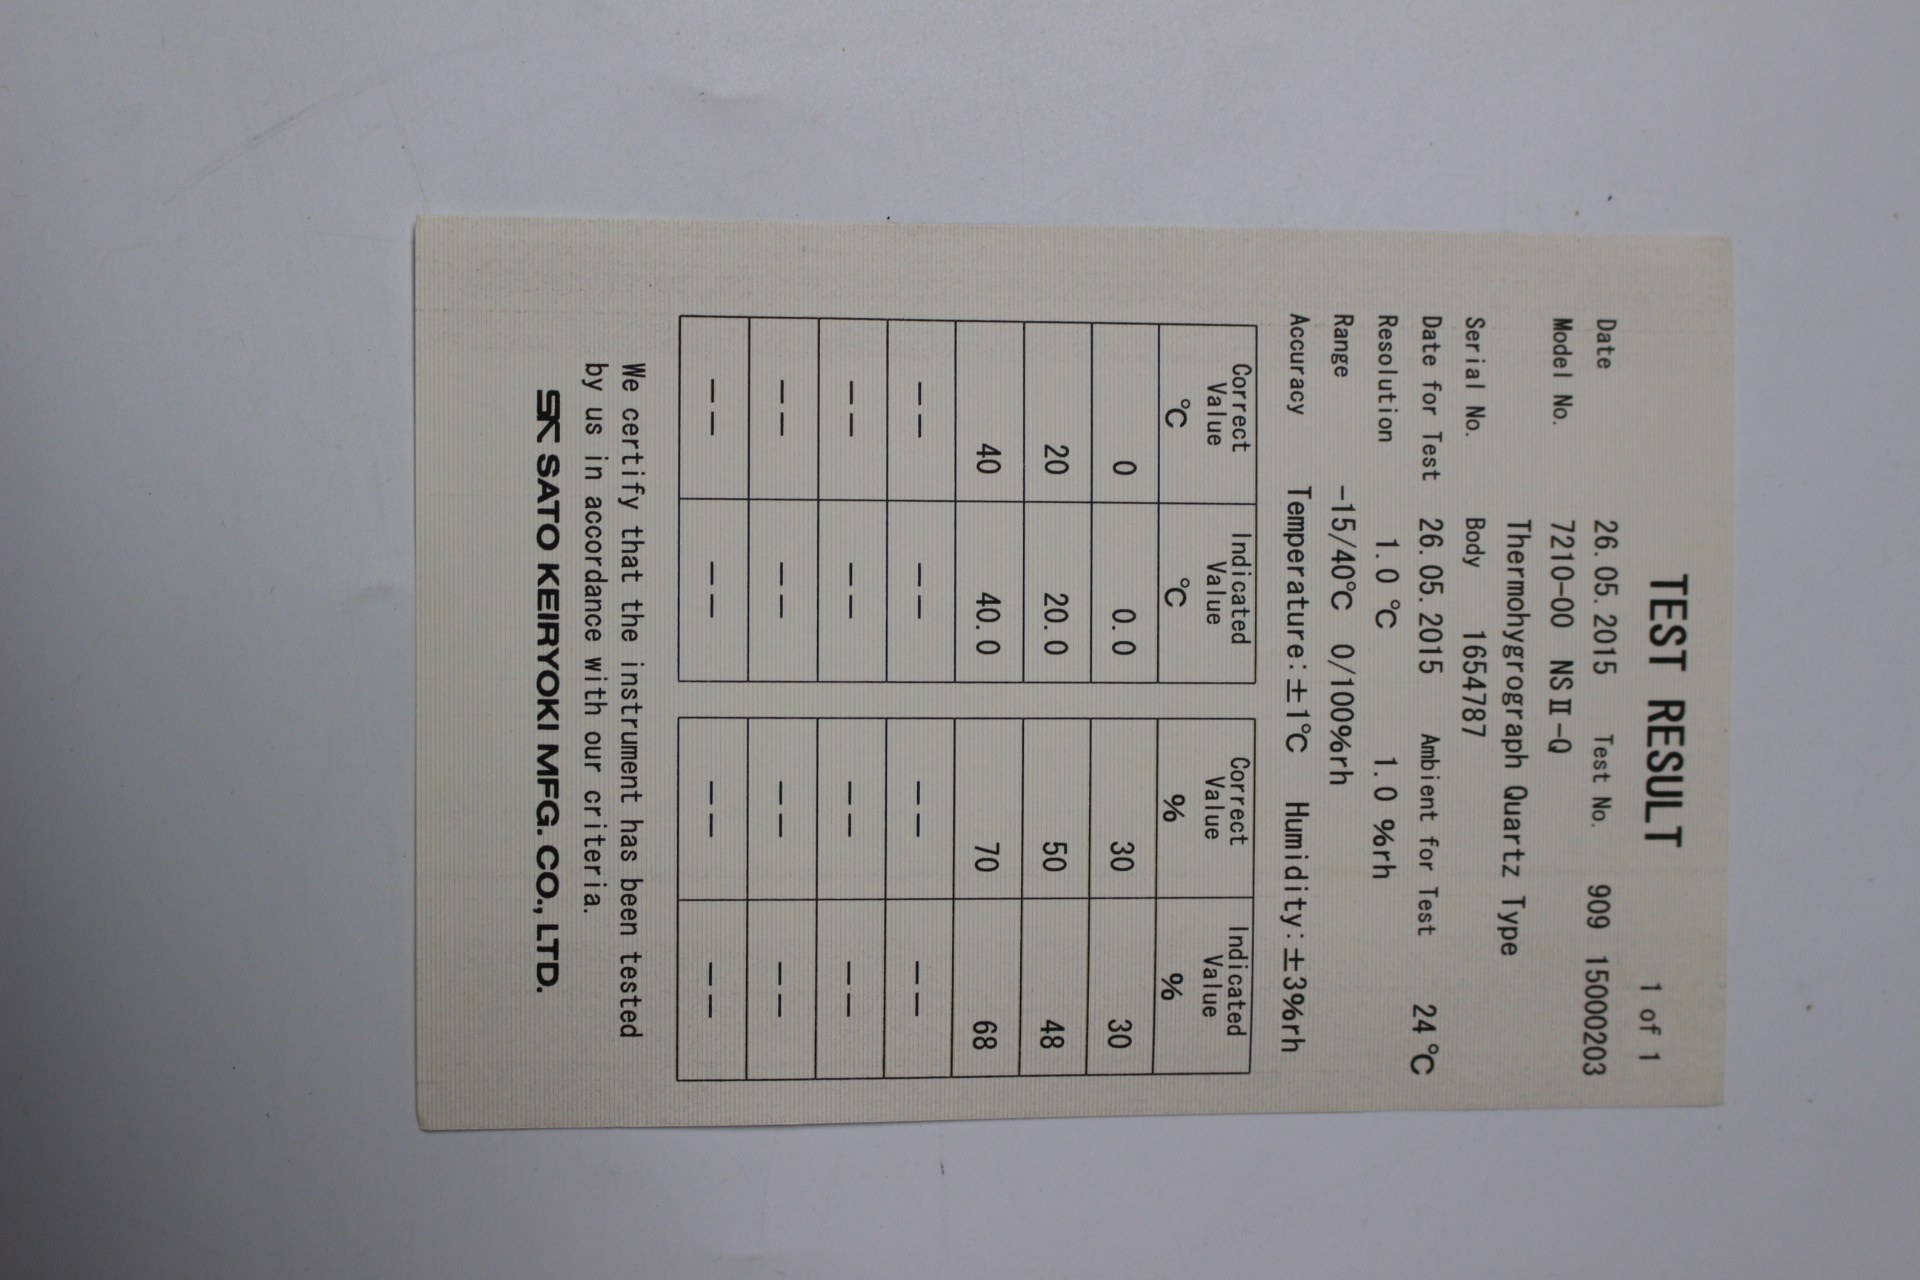 TEST RESULT
1 of 1
Date 26.05.2015 Test No. 909 15000203
Model No. 7210-00 NSⅡ-Q
Thermohygrograph Quartz Type
Serial No. Body 1654787
Date for Test 26.05.2015 Ambient for Test 24℃
Resolution 1.0 ℃ 1.0 %rh
Range -15/40℃ 0/100%rh
Accuracy Temperature:±1℃ Humidity:±3%rh
Correct Indicated Correct Indicated
Value Value Value Value
℃ ℃ % %
0 0.0 30 30
20 20.0 50 48
40 40.0 70 68
-- -- -- --
-- -- -- --
-- -- -- --
-- -- -- --
We certify that the instrument has been tested
by us in accordance with our criteria.
SK SATO KEIRYOKI MFG. CO., LTD.